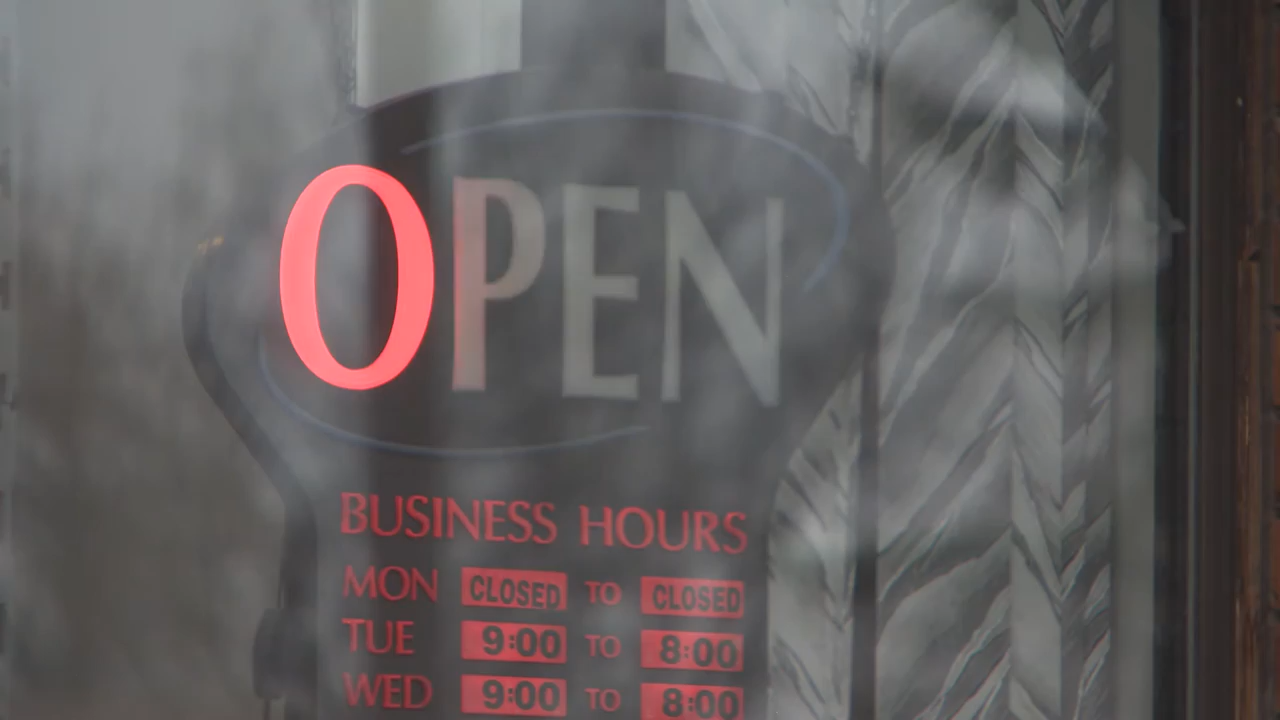 OPEN
BUSINESS HOURS
MON CLOSED TO CLOSED
TUE 9:00 TO 8:00
WED 9:00 TO 8:00